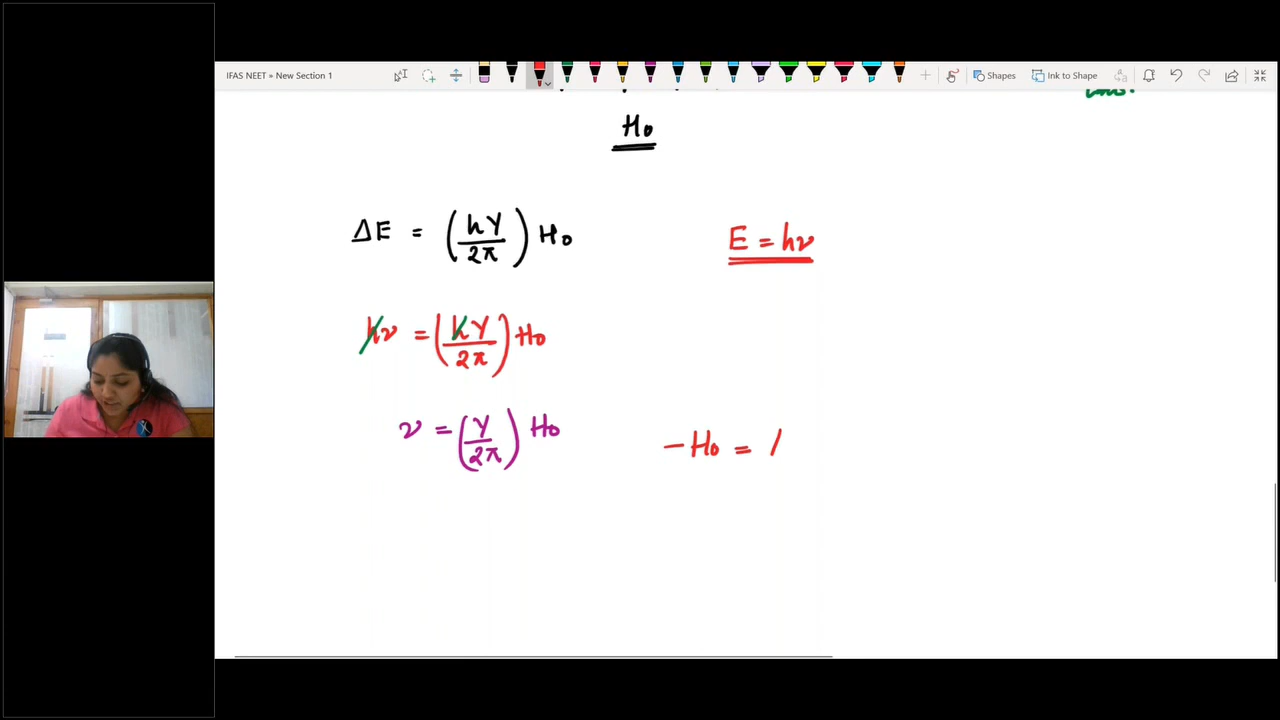 IFAS NEET » New Section 1
Shapes
Ink to Shape
H₀
ΔE = (hγ/2π) H₀
E = hν
hν = (hγ/2π) H₀
ν = (γ/2π) H₀
– H₀ =